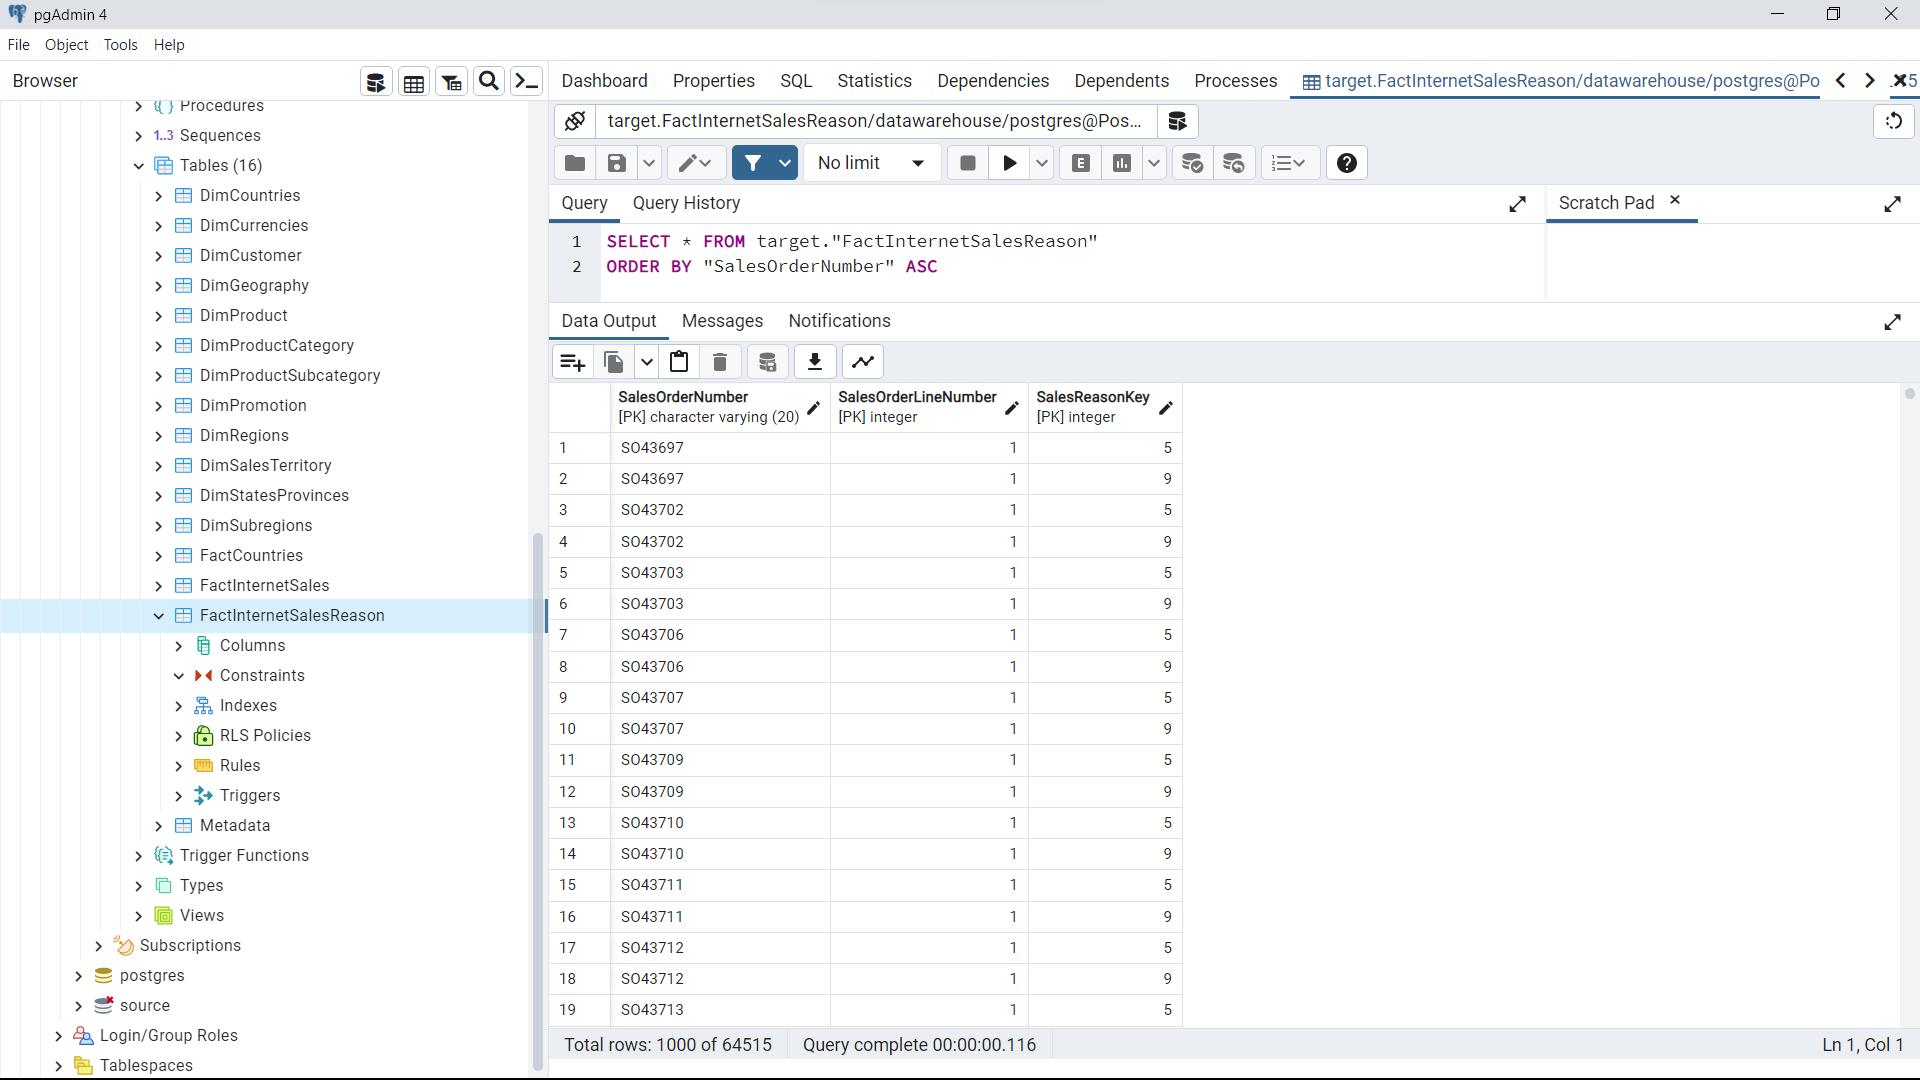 pgAdmin 4
File Object Tools Help
Browser
Dashboard Properties SQL Statistics Dependencies Dependents Processes target.FactInternetSalesReason/datawarehouse/postgres@Po
target.FactInternetSalesReason/datawarehouse/postgres@Pos...
No limit
Query Query History Scratch Pad
1 SELECT * FROM target."FactInternetSalesReason"
2 ORDER BY "SalesOrderNumber" ASC
Data Output Messages Notifications
SalesOrderNumber SalesOrderLineNumber SalesReasonKey
[PK] character varying (20) [PK] integer [PK] integer
1 SO43697 1 5
2 SO43697 1 9
3 SO43702 1 5
4 SO43702 1 9
5 SO43703 1 5
6 SO43703 1 9
7 SO43706 1 5
8 SO43706 1 9
9 SO43707 1 5
10 SO43707 1 9
11 SO43709 1 5
12 SO43709 1 9
13 SO43710 1 5
14 SO43710 1 9
15 SO43711 1 5
16 SO43711 1 9
17 SO43712 1 5
18 SO43712 1 9
19 SO43713 1 5
Total rows: 1000 of 64515 Query complete 00:00:00.116 Ln 1, Col 1
Procedures
1..3 Sequences
Tables (16)
DimCountries
DimCurrencies
DimCustomer
DimGeography
DimProduct
DimProductCategory
DimProductSubcategory
DimPromotion
DimRegions
DimSalesTerritory
DimStatesProvinces
DimSubregions
FactCountries
FactInternetSales
FactInternetSalesReason
Columns
Constraints
Indexes
RLS Policies
Rules
Triggers
Metadata
Trigger Functions
Types
Views
Subscriptions
postgres
source
Login/Group Roles
Tablespaces